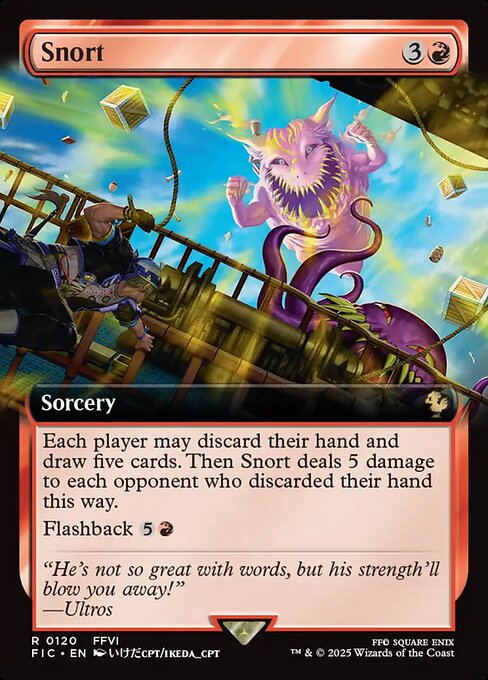 Snort 3
Sorcery
Each player may discard their hand and
draw five cards. Then Snort deals 5 damage
to each opponent who discarded their hand
this way.
Flashback 5
“He’s not so great with words, but his strength’ll
blow you away!”
—Ultros
R 0120 FFVI
FIC • EN いけだCPT/IKEDA_CPT
FF© SQUARE ENIX
™ & © 2025 Wizards of the Coast